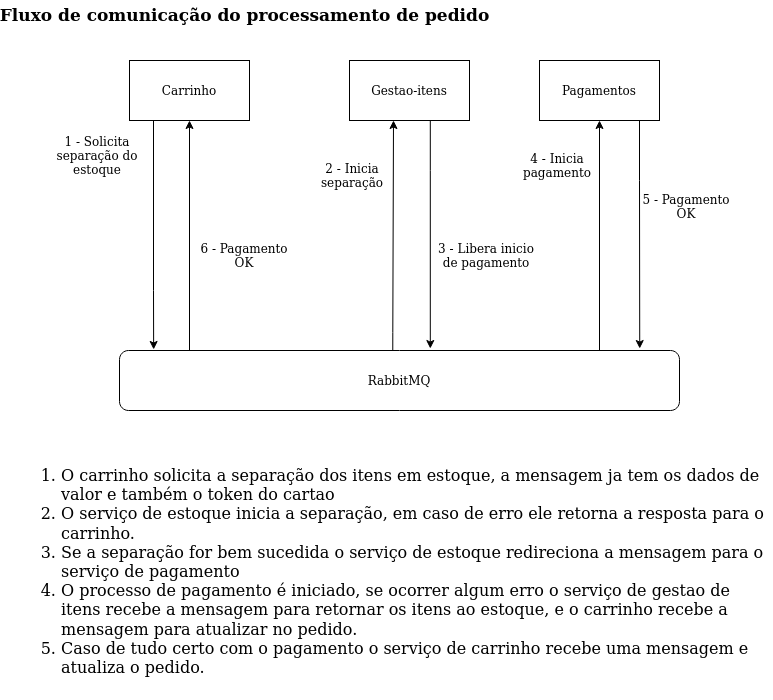 Fluxo de comunicação do processamento de pedido
Carrinho
Gestao-itens
Pagamentos
1 - Solicita
separação do
estoque
2 - Inicia
separação
4 - Inicia
pagamento
5 - Pagamento
OK
6 - Pagamento
OK
3 - Libera inicio
de pagamento
RabbitMQ
1. O carrinho solicita a separação dos itens em estoque, a mensagem ja tem os dados de
valor e também o token do cartao
2. O serviço de estoque inicia a separação, em caso de erro ele retorna a resposta para o
carrinho.
3. Se a separação for bem sucedida o serviço de estoque redireciona a mensagem para o
serviço de pagamento
4. O processo de pagamento é iniciado, se ocorrer algum erro o serviço de gestao de
itens recebe a mensagem para retornar os itens ao estoque, e o carrinho recebe a
mensagem para atualizar no pedido.
5. Caso de tudo certo com o pagamento o serviço de carrinho recebe uma mensagem e
atualiza o pedido.